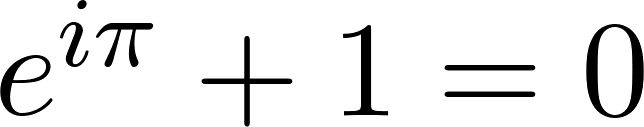 e^{iπ} + 1 = 0